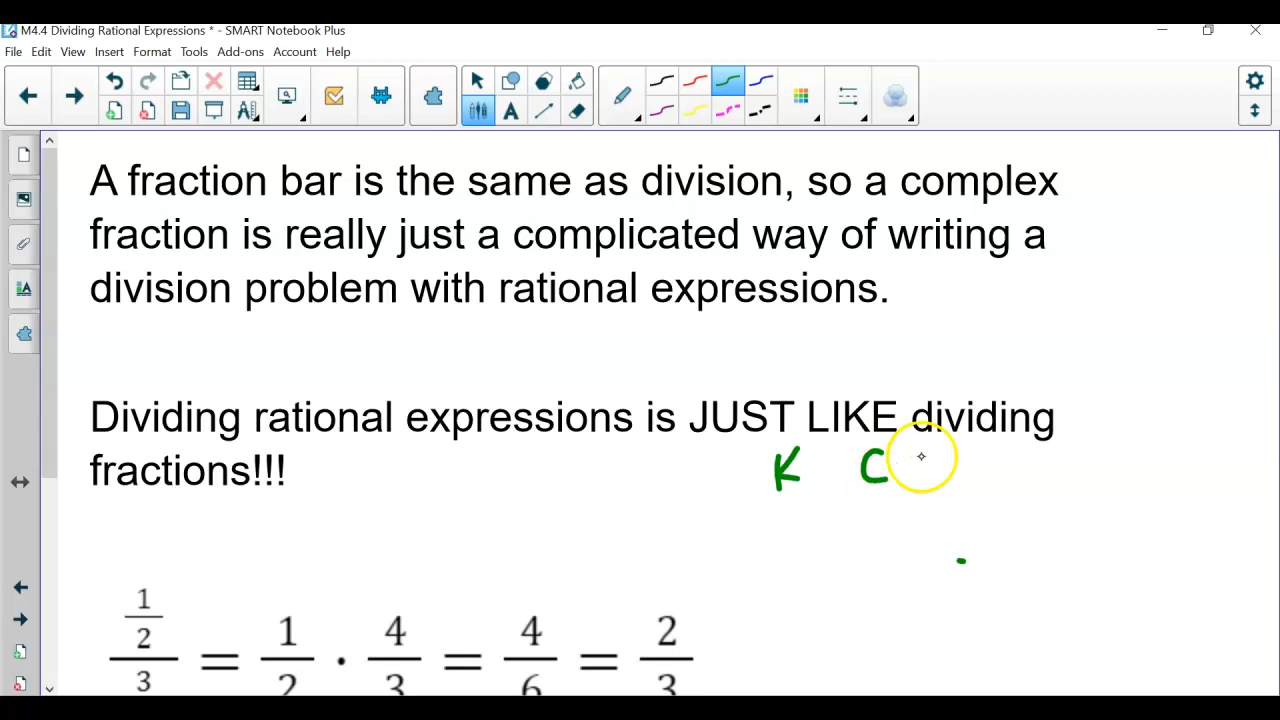 M4.4 Dividing Rational Expressions * - SMART Notebook Plus
File Edit View Insert Format Tools Add-ons Account Help
A fraction bar is the same as division, so a complex
fraction is really just a complicated way of writing a
division problem with rational expressions.
Dividing rational expressions is JUST LIKE dividing
fractions!!!
K C
1
2 1 4 4 2
3 = 2 · 3 = 6 = 3